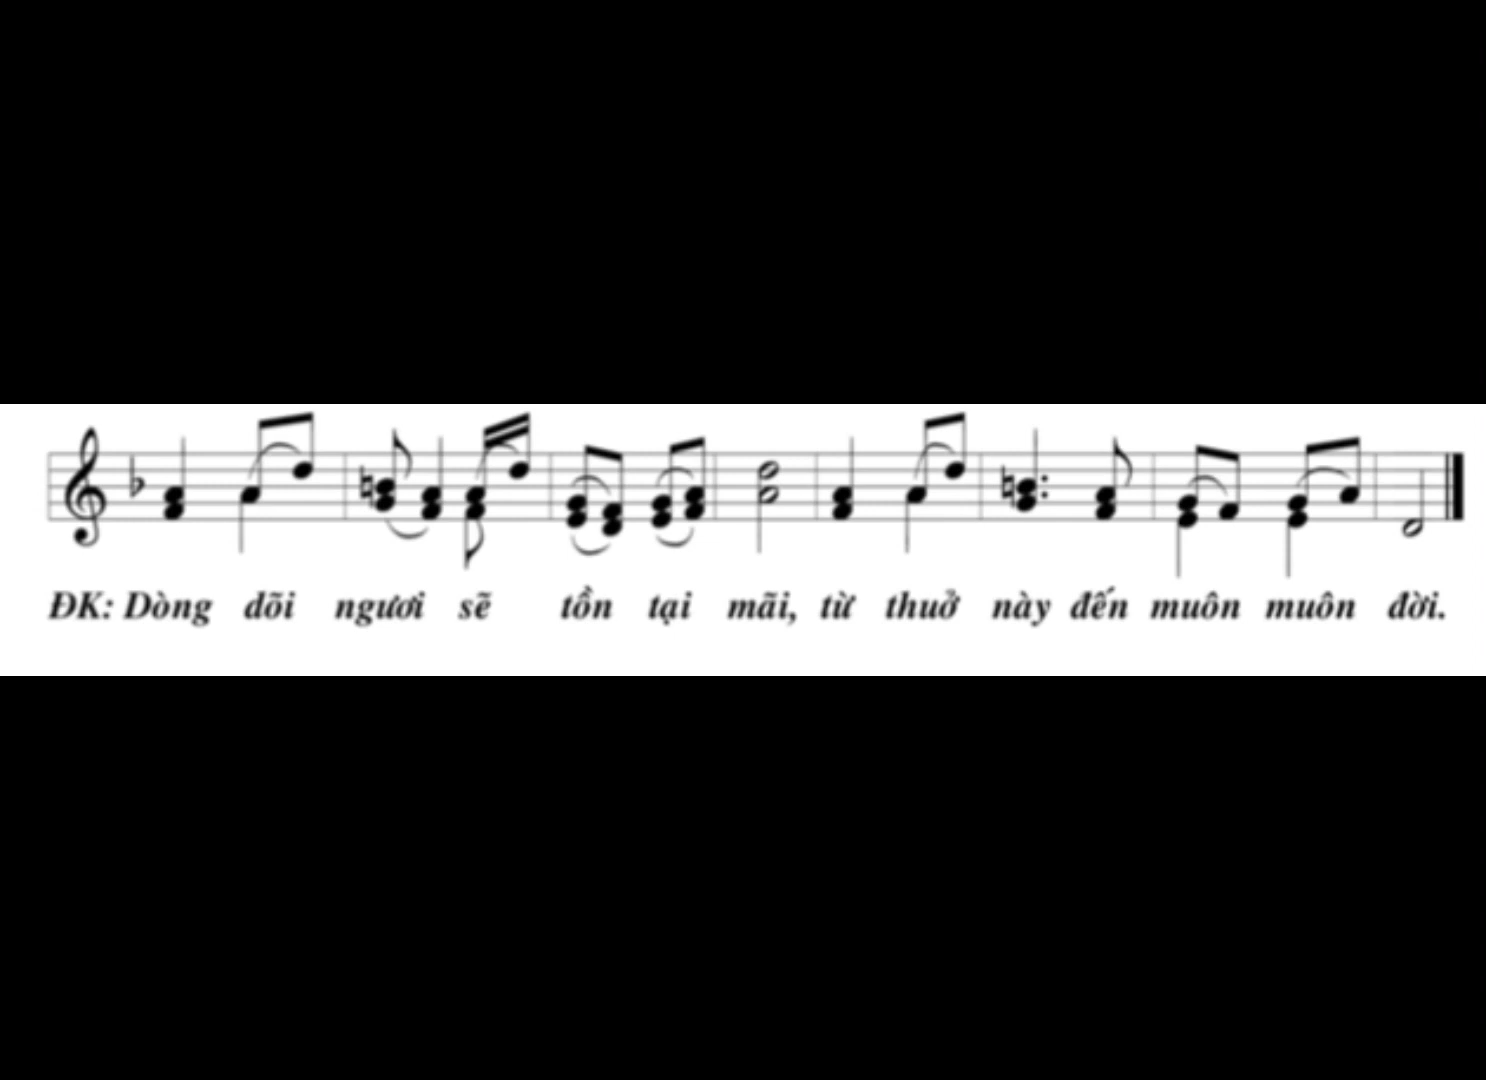 ĐK: Dòng dõi ngươi sẽ tồn tại mãi, từ thuở này đến muôn muôn đời.